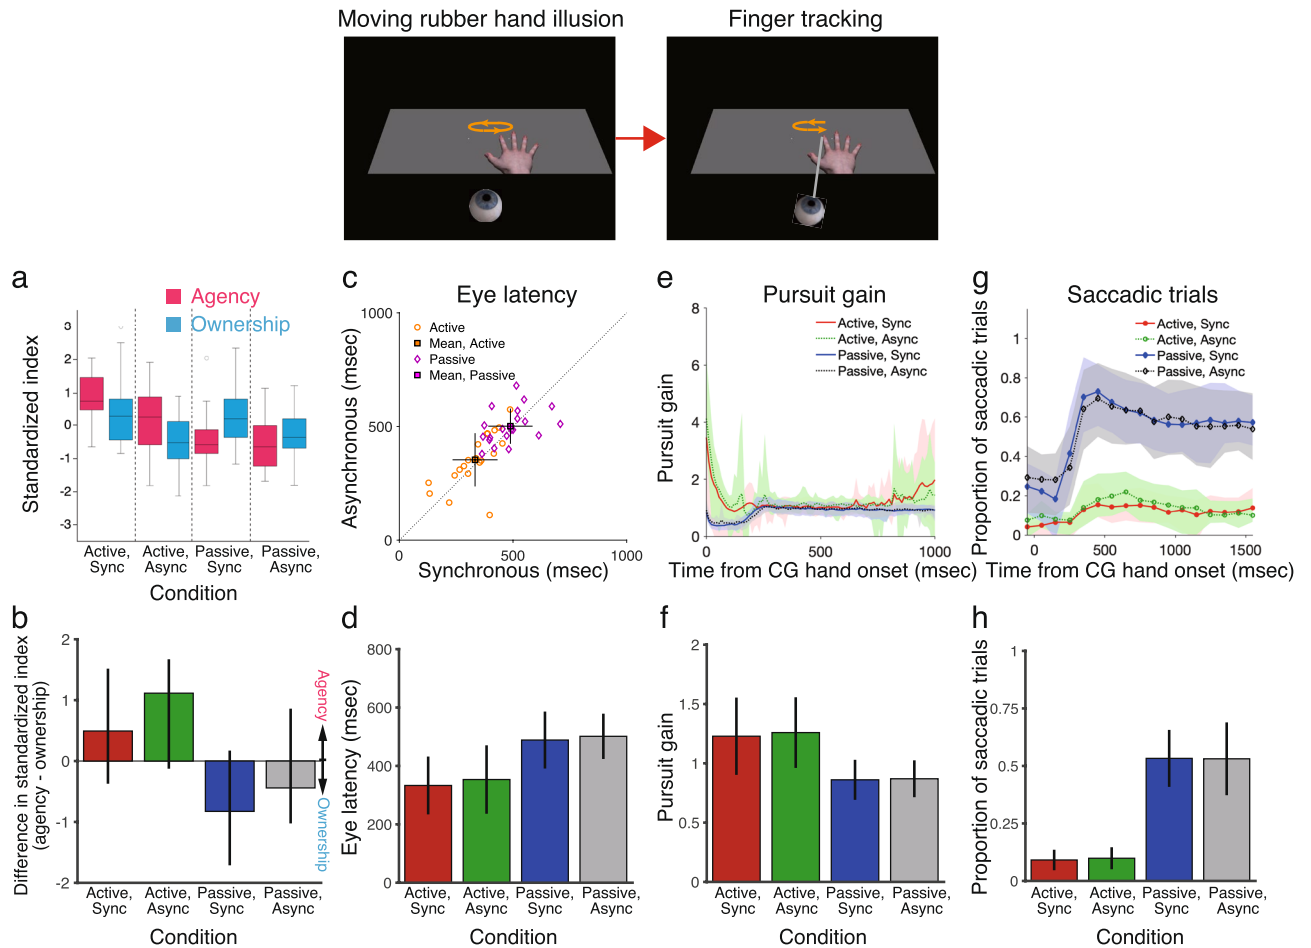 Moving rubber hand illusion
Finger tracking
a
Agency
Ownership
Standardized index
3
2
1
0
-1
-2
-3
Active, Sync
Active, Async
Passive, Sync
Passive, Async
Condition
c
Eye latency
Active
Mean, Active
Passive
Mean, Passive
Asynchronous (msec)
1000
500
0
0
500
1000
Synchronous (msec)
e
Pursuit gain
Active, Sync
Active, Async
Passive, Sync
Passive, Async
Pursuit gain
8
6
4
2
0
0
500
1000
Time from CG hand onset (msec)
g
Saccadic trials
Active, Sync
Active, Async
Passive, Sync
Passive, Async
Proportion of saccadic trials
1
0.8
0.6
0.4
0.2
0
0
500
1000
1500
Time from CG hand onset (msec)
b
Difference in standardized index
(agency - ownership)
2
1
0
-1
-2
Agency
Ownership
Active, Sync
Active, Async
Passive, Sync
Passive, Async
Condition
d
Eye latency (msec)
800
600
400
200
0
Active, Sync
Active, Async
Passive, Sync
Passive, Async
Condition
f
Pursuit gain
2
1.5
1
0.5
0
Active, Sync
Active, Async
Passive, Sync
Passive, Async
Condition
h
Proportion of saccadic trials
1
0.75
0.5
0.25
0
Active, Sync
Active, Async
Passive, Sync
Passive, Async
Condition